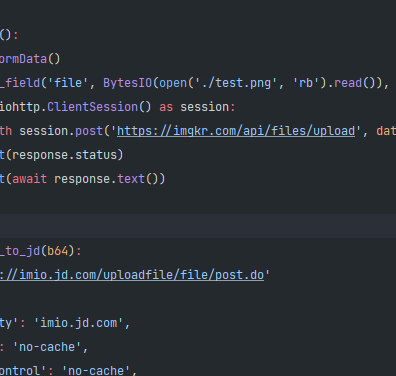 ():
ormData()
_field('file', BytesIO(open('./test.png', 'rb').read()),
iohttp.ClientSession() as session:
th session.post('https://imgkr.com/api/files/upload', dat
t(response.status)
t(await response.text())
_to_jd(b64):
://imio.jd.com/uploadfile/file/post.do'
ty': 'imio.jd.com',
: 'no-cache',
ontrol': 'no-cache',